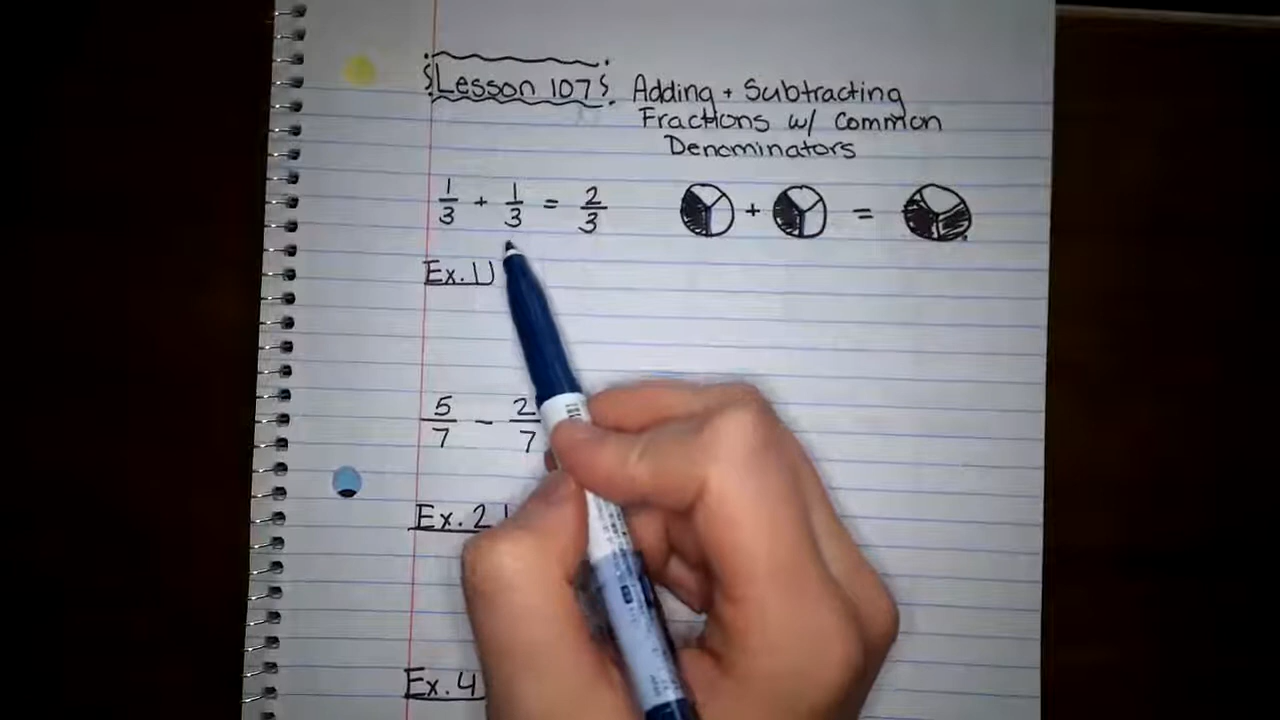 Lesson 107 Adding + Subtracting
Fractions w/ Common
Denominators
1/3 + 1/3 = 2/3 + =
Ex. 1
5/7 - 2/7
Ex. 2
Ex. 4